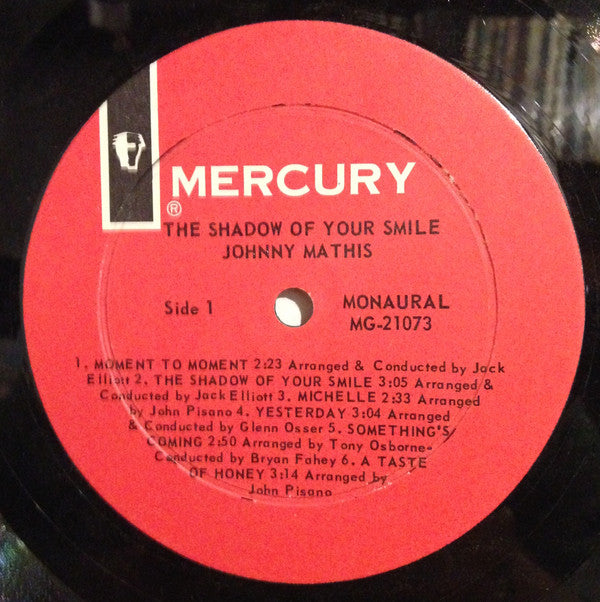 MERCURY
®
THE SHADOW OF YOUR SMILE
JOHNNY MATHIS
Side 1
MONAURAL
MG-21073
1. MOMENT TO MOMENT 2:23 Arranged & Conducted by Jack
Elliott 2. THE SHADOW OF YOUR SMILE 3:05 Arranged &
Conducted by Jack Elliott 3. MICHELLE 2:33 Arranged
by John Pisano 4. YESTERDAY 3:04 Arranged
& Conducted by Glenn Osser 5. SOMETHING'S
COMING 2:50 Arranged by Tony Osborne-
Conducted by Bryan Fahey 6. A TASTE
OF HONEY 3:14 Arranged by
John Pisano